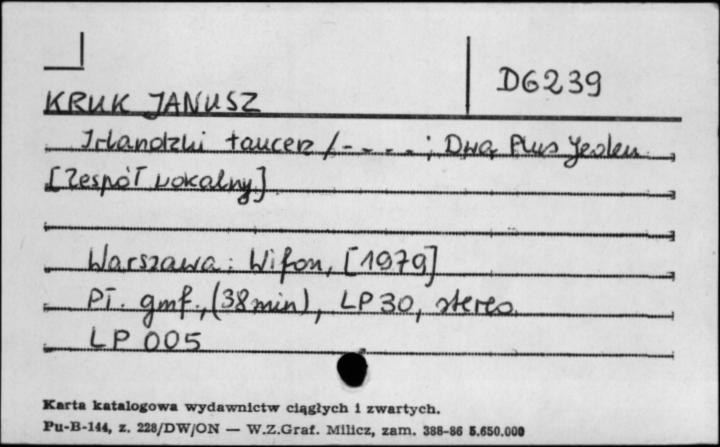 D6239
KRUK JANUSZ
Irlandzki tancerz / - - - - ; Dwa Plus Jeden
[Zespół wokalny]
Warszawa : Wifon, [1979]
Pł. gmf., (38 min), LP 30, stereo
LP 005
Karta katalogowa wydawnictw ciągłych i zwartych.
Pu-B-144, z. 228/DW/ON — W.Z.Graf. Milicz, zam. 388-86 5.650.000